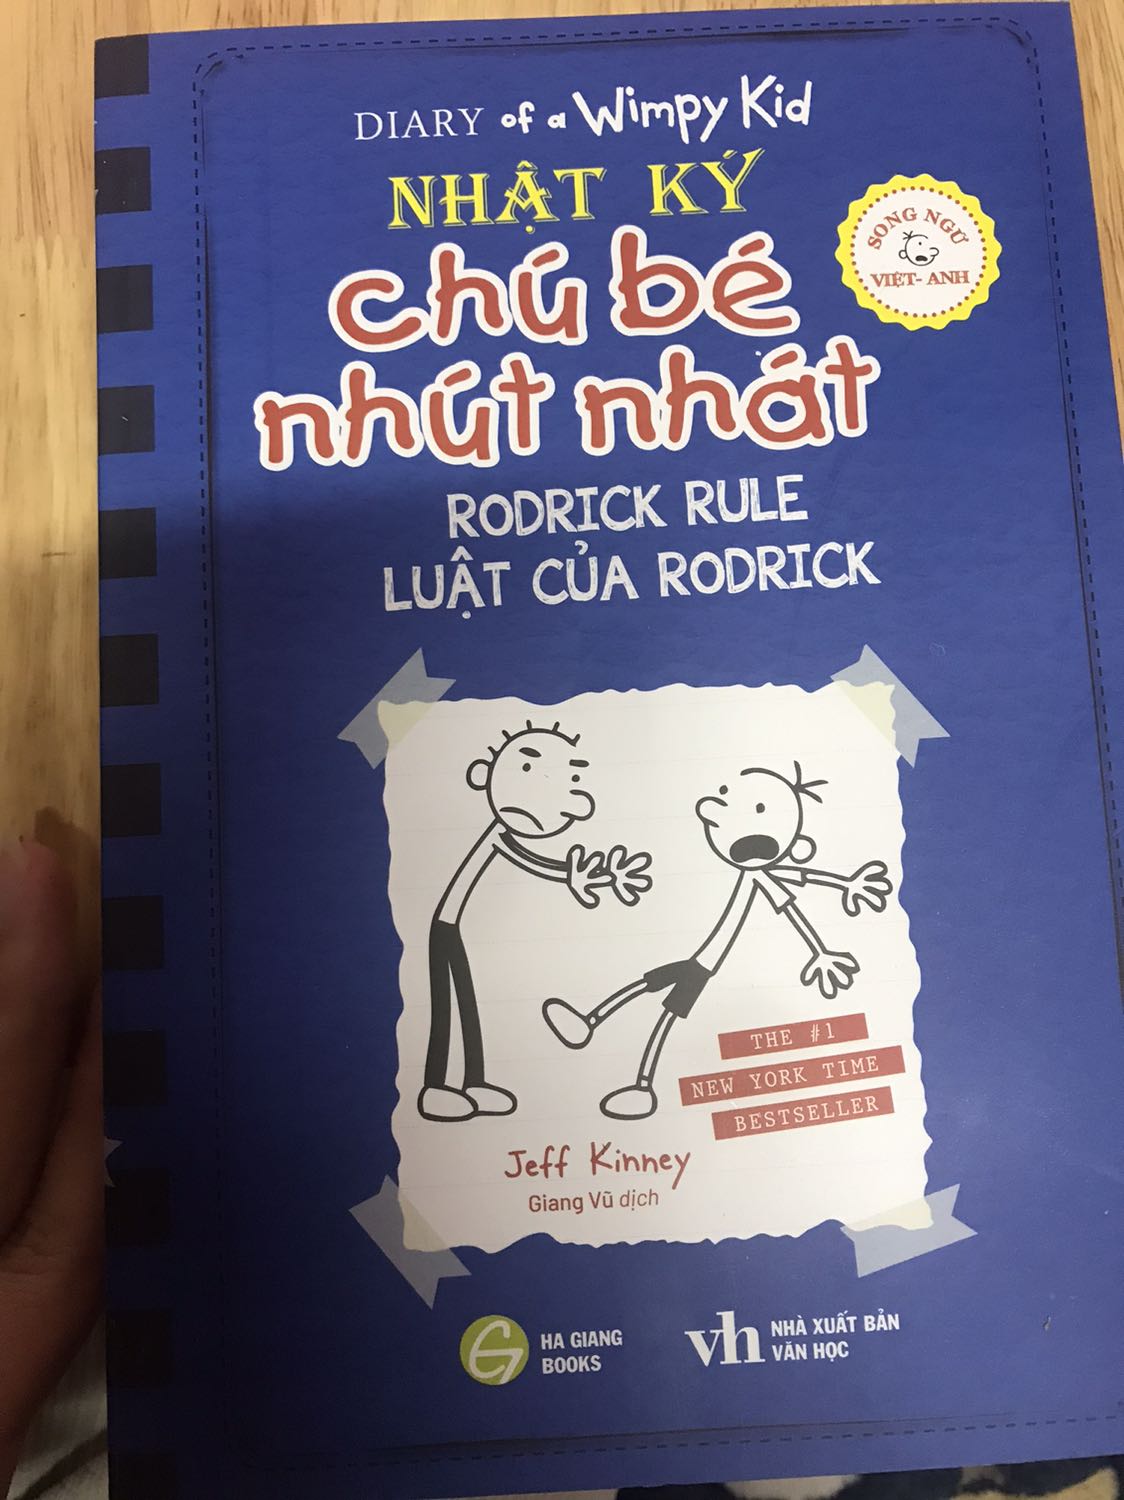 DIARY of a Wimpy Kid
NHẬT KÝ
chú bé
nhút nhát
SONG NGỮ
VIỆT- ANH
RODRICK RULE
LUẬT CỦA RODRICK
THE #1
NEW YORK TIME
BESTSELLER
Jeff Kinney
Giang Vũ dịch
HA GIANG
BOOKS
vh
NHÀ XUẤT BẢN
VĂN HỌC